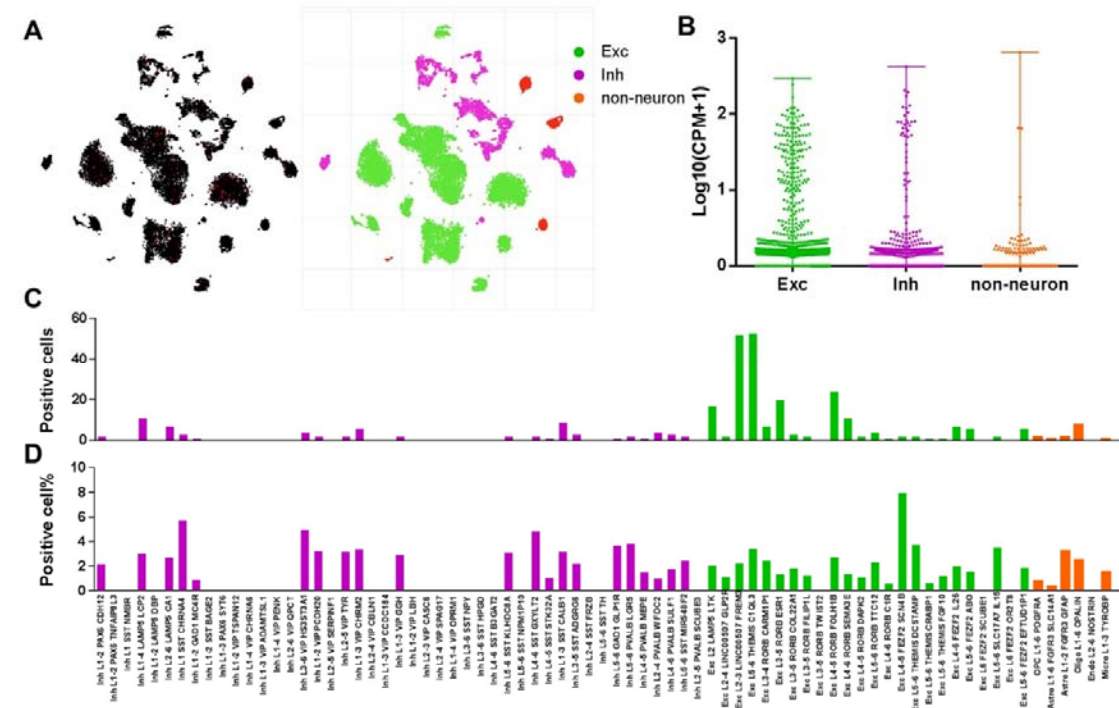 A
Exc
Inh
non-neuron
B
Log10(CPM+1)
3
2
1
0
Exc
Inh
non-neuron
C
Positive cells
60
40
20
0
D
Positive cell%
10
8
6
4
2
0
Inh L1-2 PAX6 CDH12
Inh L1-2 PAX6 TNFAIP8L3
Inh L1 SST NMBR
Inh L1-4 LAMP5 LCP2
Inh L1-2 LAMP5 DBP
Inh L2-6 LAMP5 CA1
Inh L1 SST CHRNA4
Inh L1-2 GAD1 MC4R
Inh L1-2 SST BAGE2
Inh L1-3 PAX6 SYT6
Inh L1-2 VIP TSPAN12
Inh L1-4 VIP CHRNA6
Inh L1-3 VIP ADAMTSL1
Inh L1-4 VIP PENK
Inh L2-6 VIP QPCT
Inh L3-6 VIP HS3ST3A1
Inh L1-2 VIP PCDH20
Inh L2-5 VIP SERPINF1
Inh L2-5 VIP TYR
Inh L1-3 VIP CHRM2
Inh L2-4 VIP CBLN1
Inh L1-3 VIP CCDC184
Inh L1-3 VIP GGH
Inh L1-2 VIP LBH
Inh L2-3 VIP CASC6
Inh L2-4 VIP SPAG17
Inh L1-4 VIP OPRM1
Inh L3-6 SST NPY
Inh L3-6 SST HPGD
Inh L4-6 SST B3GAT2
Inh L5-6 SST KLHDC8A
Inh L5-6 SST NPM1P10
Inh L4-6 SST GXYLT2
Inh L4-5 SST STK32A
Inh L1-3 SST CALB1
Inh L3-5 SST ADGRG6
Inh L2-4 SST FRZB
Inh L5-6 SST TH
Inh L5-6 GAD1 GLP1R
Inh L5-6 PVALB LGR5
Inh L4-5 PVALB MEPE
Inh L2-4 PVALB WFDC2
Inh L4-6 PVALB SULF1
Inh L5-6 SST MIR548F2
Inh L2-5 PVALB SCUBE3
Exc L2 LAMP5 LTK
Exc L2-4 LINC00507 GLP2R
Exc L2-3 LINC00507 FREM3
Exc L5-6 THEMIS C1QL3
Exc L3-4 RORB CARM1P1
Exc L3-5 RORB ESR1
Exc L3-5 RORB COL22A1
Exc L3-5 RORB FILIP1L
Exc L3-5 RORB TWIST2
Exc L4-5 RORB FOLH1B
Exc L4-6 RORB SEMA3E
Exc L4-5 RORB DAPK2
Exc L5-6 RORB TTC12
Exc L4-6 RORB C1R
Exc L4-5 FEZF2 SCN4B
Exc L5-6 THEMIS DCSTAMP
Exc L5-6 THEMIS CRABP1
Exc L5-6 THEMIS FGF10
Exc L4-6 FEZF2 IL26
Exc L5-6 FEZF2 ABO
Exc L6 FEZF2 SCUBE1
Exc L5-6 SLC17A7 IL15
Exc L6 FEZF2 OR2T8
Exc L5-6 FEZF2 EFTUD1P1
OPC L1-6 PDGFRA
Astro L1-6 FGFR3 SLC14A1
Astro L1-2 FGFR3 GFAP
Oligo L1-6 OPALIN
Endo L2-6 NOSTRIN
Micro L1-3 TYROBP